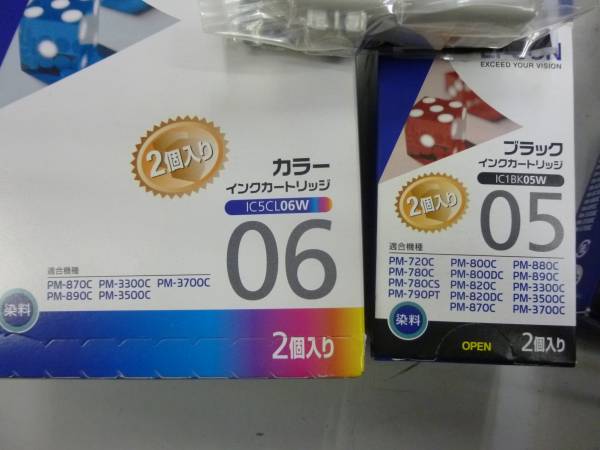 2個入り
カラー
インクカートリッジ
IC5CL06W
06
適合機種
PM-870C PM-3300C PM-3700C
PM-890C PM-3500C
染料
2個入り
EPSON
EXCEED YOUR VISION
ブラック
インクカートリッジ
IC1BK05W
2個入り
05
適合機種
PM-720C PM-800C PM-880C
PM-780C PM-800DC PM-890C
PM-780CS PM-820C PM-3300C
PM-790PT PM-820DC PM-3500C
PM-870C PM-3700C
染料
OPEN
2個入り